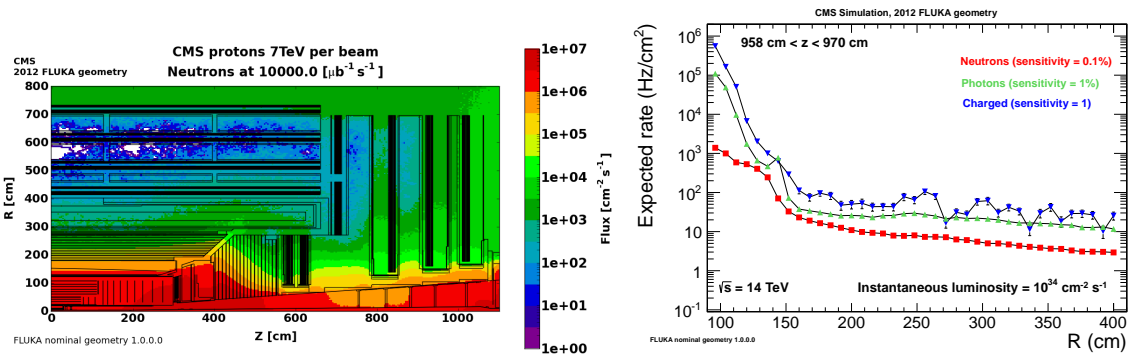 CMS protons 7TeV per beam
CMS
2012 FLUKA geometry
Neutrons at 10000.0 [μb⁻¹s⁻¹]
800
700
600
500
400
300
200
100
0
R [cm]
0 200 400 600 800 1000
Z [cm]
FLUKA nominal geometry 1.0.0.0
1e+07
1e+06
1e+05
1e+04
1e+03
1e+02
1e+01
1e+00
Flux [cm⁻² s⁻¹]
CMS Simulation, 2012 FLUKA geometry
958 cm < z < 970 cm
Neutrons (sensitivity = 0.1%)
Photons (sensitivity = 1%)
Charged (sensitivity = 1)
10⁶
10⁵
10⁴
10³
10²
10
1
10⁻¹
Expected rate (Hz/cm²)
√s = 14 TeV
Instantaneous luminosity = 10³⁴ cm⁻² s⁻¹
100 150 200 250 300 350 400
R (cm)
FLUKA nominal geometry 1.0.0.0